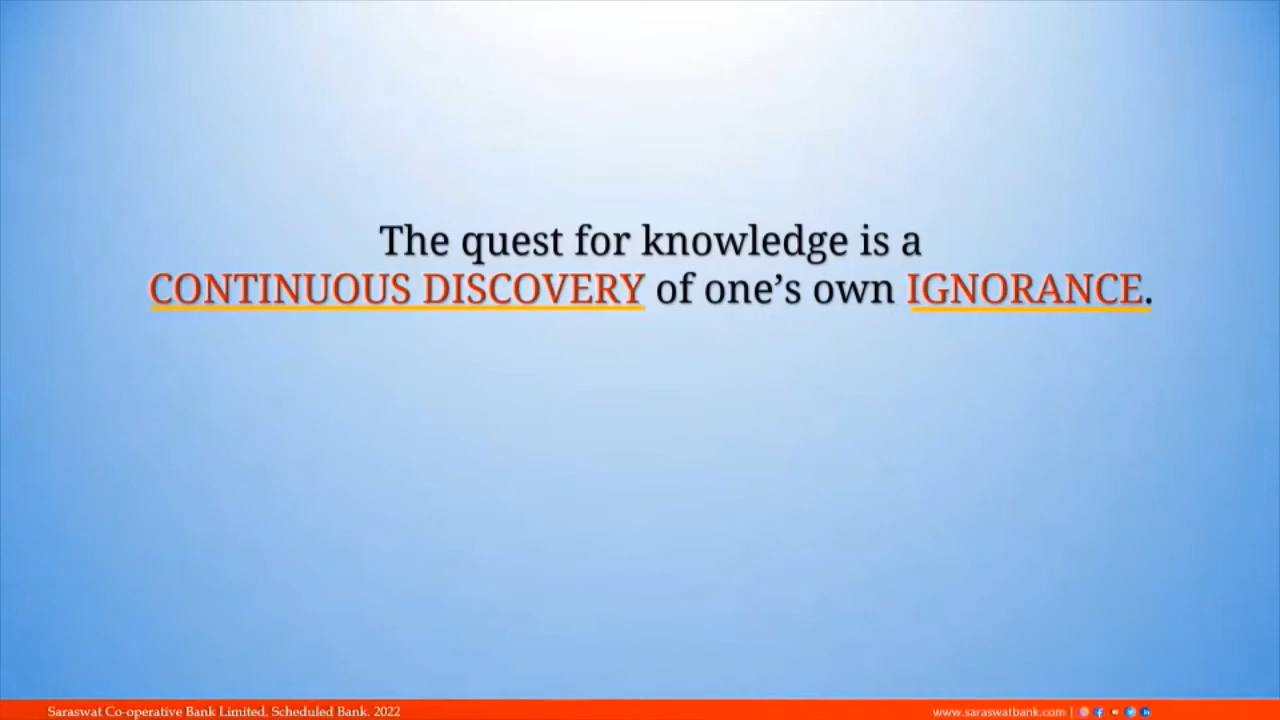 The quest for knowledge is a
CONTINUOUS DISCOVERY of one’s own IGNORANCE.
Saraswat Co-operative Bank Limited, Scheduled Bank. 2022
www.saraswatbank.com |